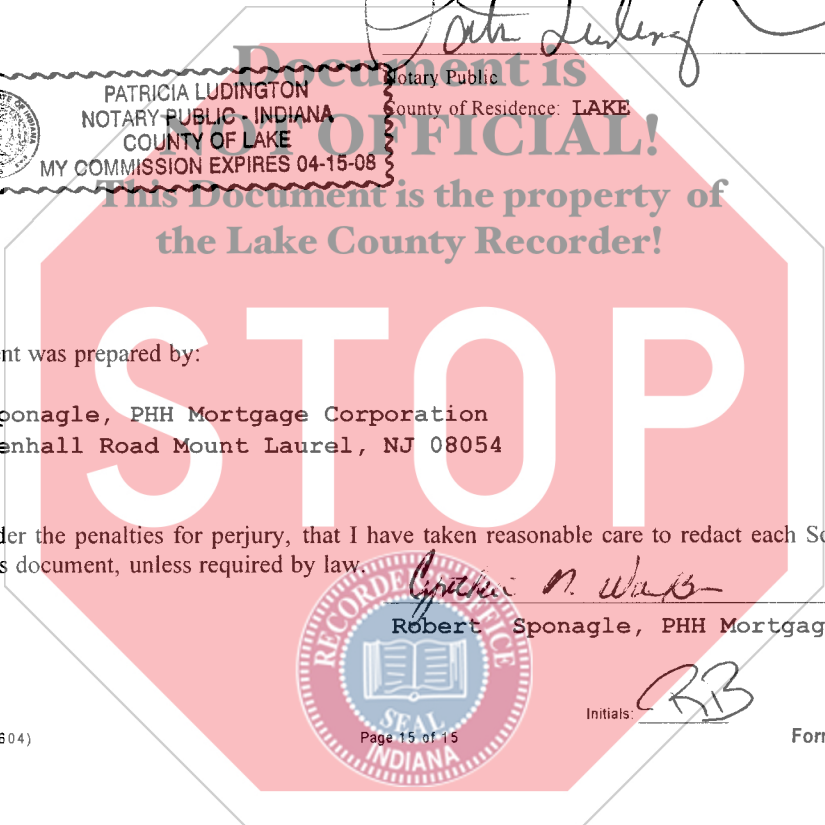 Document is
Notary Public
PATRICIA LUDINGTON
NOTARY PUBLIC - INDIANA
County of Residence: LAKE
NOT OFFICIAL!
COUNTY OF LAKE
MY COMMISSION EXPIRES 04-15-08
This Document is the property of
the Lake County Recorder!
STOP
nt was prepared by:
ponagle, PHH Mortgage Corporation
enhall Road Mount Laurel, NJ 08054
der the penalties for perjury, that I have taken reasonable care to redact each So
s document, unless required by law.
Cynthia M.
RECORDER'S OFFICE
Robert Sponagle, PHH Mortgag
Initials: RB
SEAL
604)
Page 15 of 15
Form
INDIANA